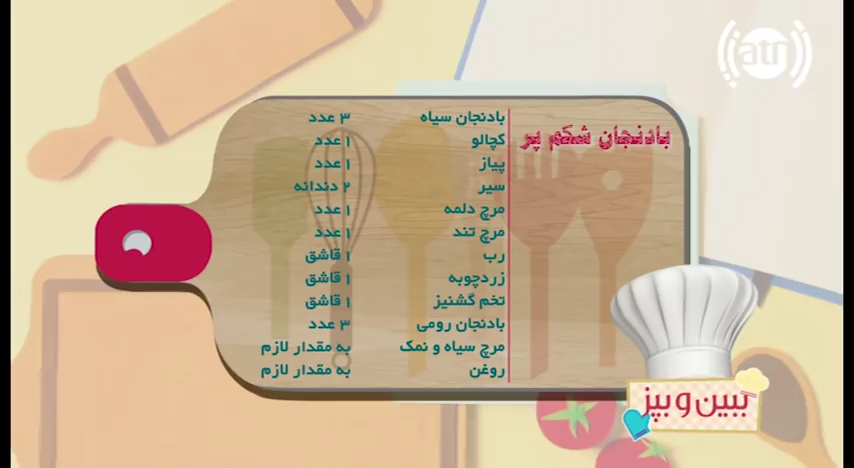 atn
بادنجان شکم پر
بادنجان سیاه ۳ عدد
کچالو ۱ عدد
پیاز ۱ عدد
سیر ۲ دندانه
مرچ دلمه ۱ عدد
مرچ تند ۱ عدد
رب ۱ قاشق
زردچوبه ۱ قاشق
تخم گشنیز ۱ قاشق
بادنجان رومی ۳ عدد
مرچ سیاه و نمک به مقدار لازم
روغن به مقدار لازم
ببین و بپز